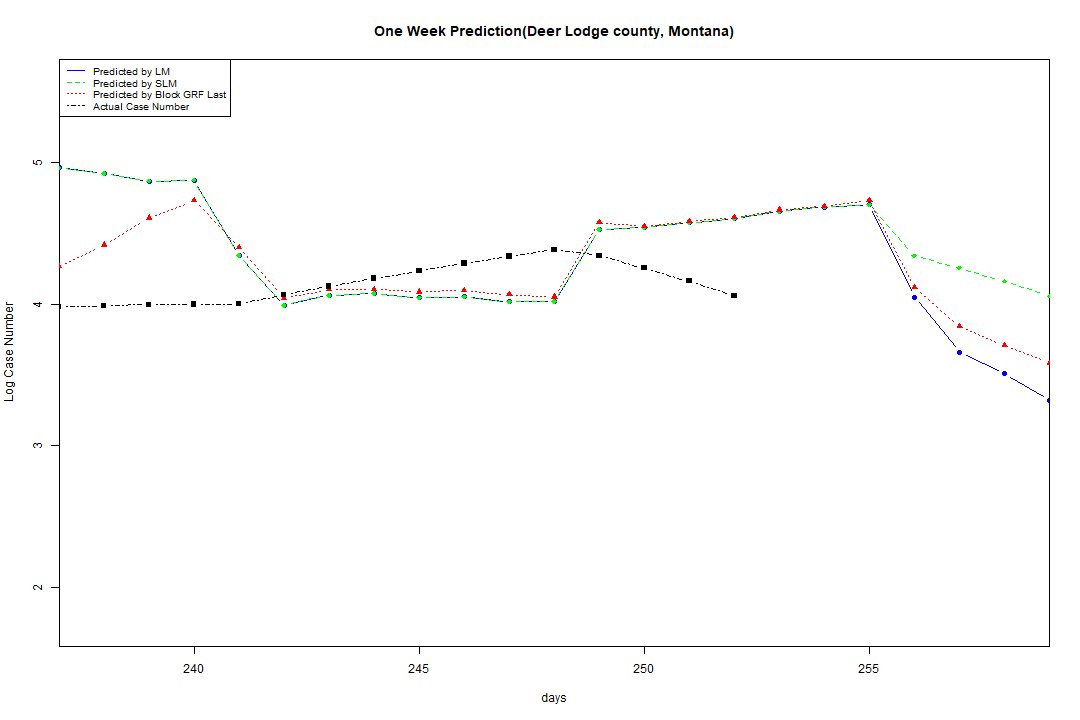 One Week Prediction(Deer Lodge county, Montana)
Predicted by LM
Predicted by SLM
Predicted by Block GRF Last
Actual Case Number
5
4
3
2
Log Case Number
240
245
250
255
days